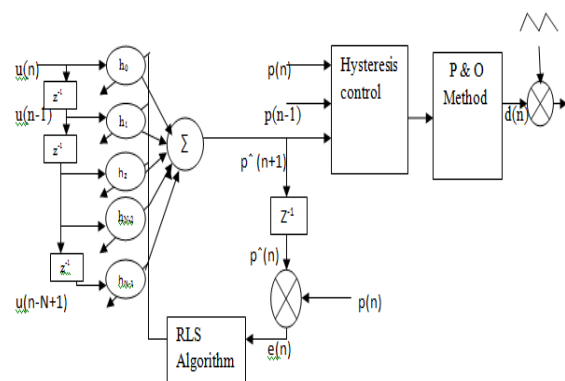 u(n)
z⁻¹
u(n-1)
z⁻¹
z⁻¹
u(n-N+1)
h₀
h₁
h₂
Σ
p(n)
p(n-1)
p^ (n+1)
Hysteresis
control
P & O
Method
d(n)
Z⁻¹
p^(n)
p(n)
e(n)
RLS
Algorithm